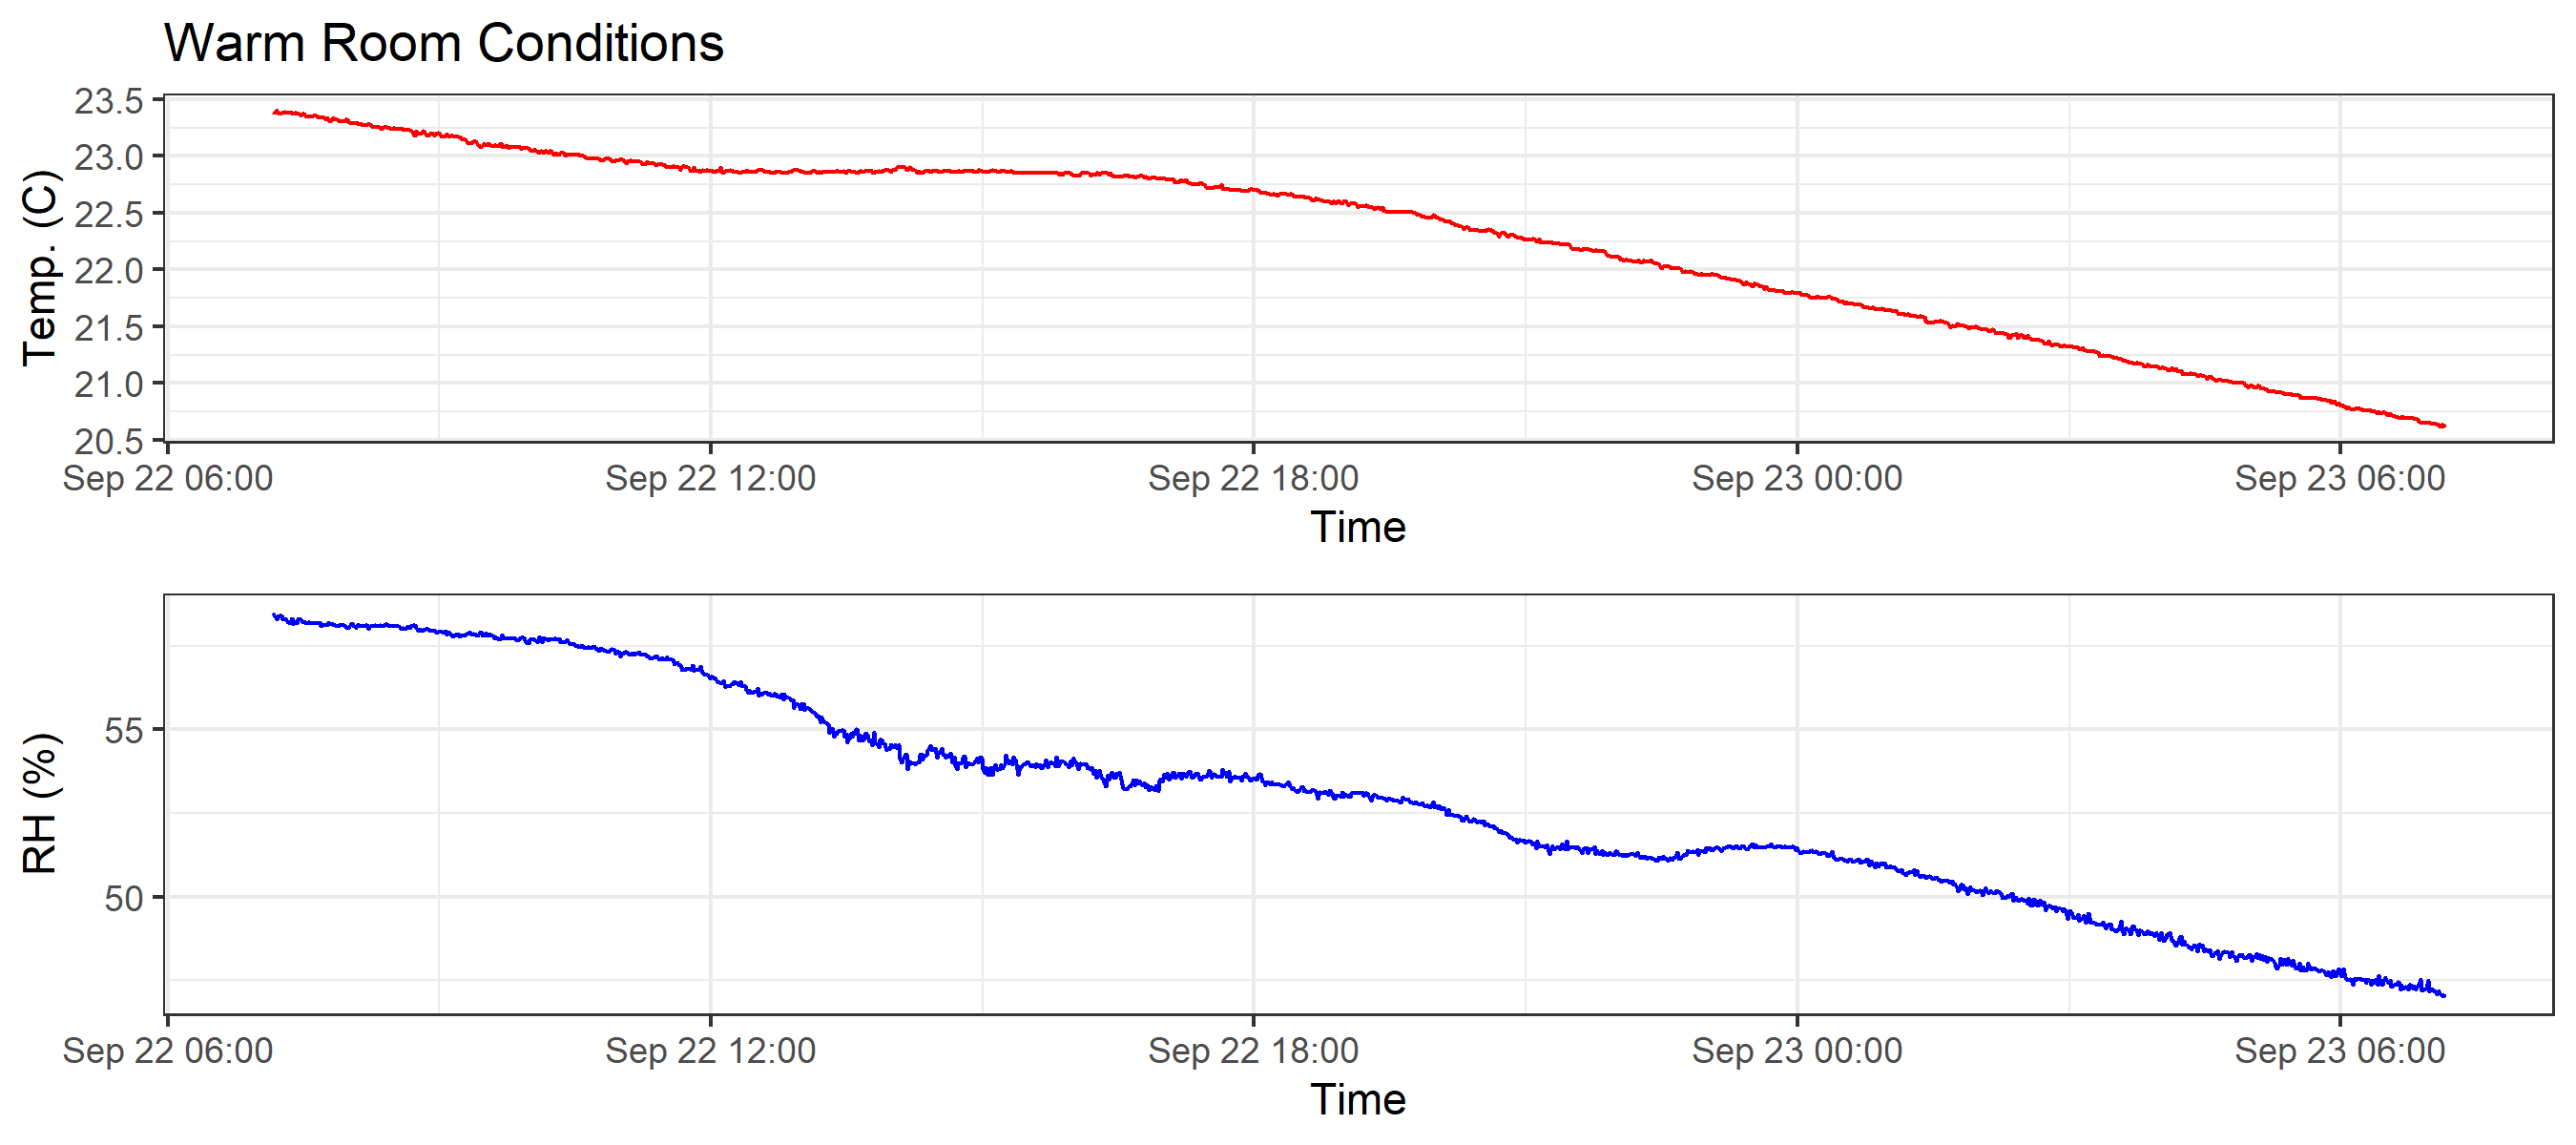 Warm Room Conditions
23.5
23.0
22.5
22.0
21.5
21.0
20.5
Temp. (C)
Sep 22 06:00 Sep 22 12:00 Sep 22 18:00 Sep 23 00:00 Sep 23 06:00
Time
55
50
RH (%)
Sep 22 06:00 Sep 22 12:00 Sep 22 18:00 Sep 23 00:00 Sep 23 06:00
Time